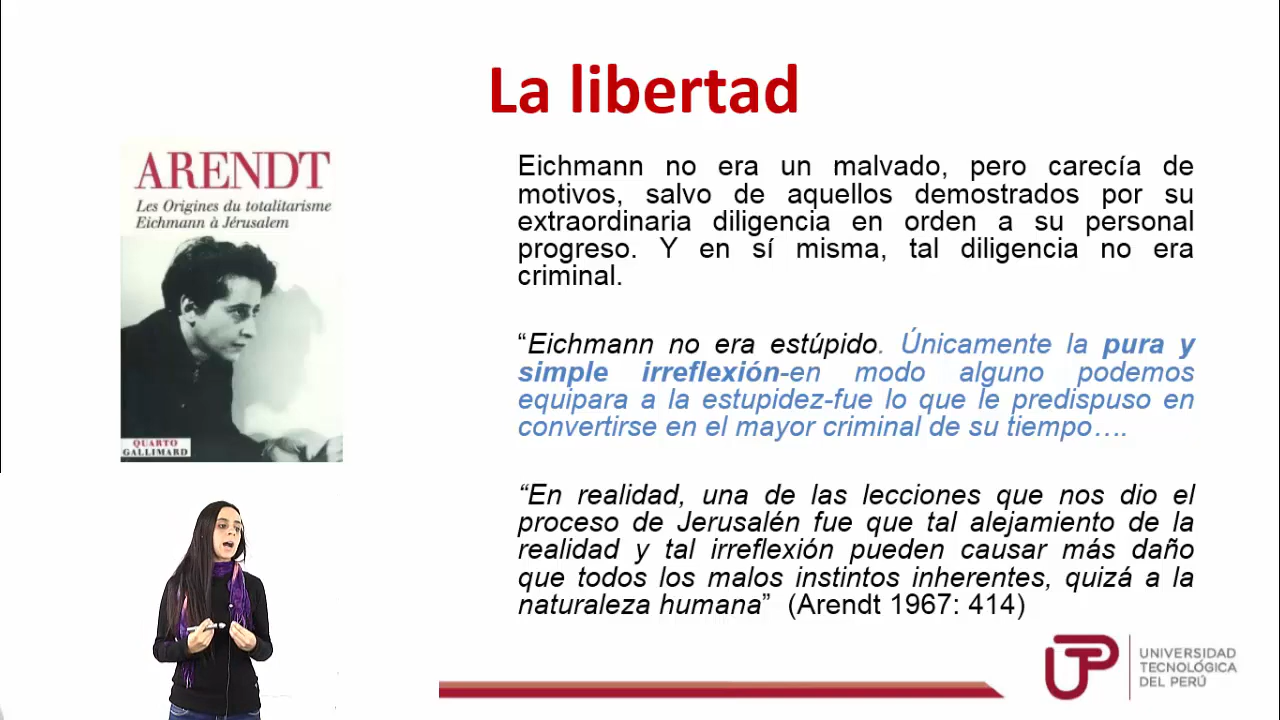 La libertad
ARENDT
Les Origines du totalitarisme
Eichmann à Jérusalem
QUARTO
GALLIMARD
Eichmann no era un malvado, pero carecía de
motivos, salvo de aquellos demostrados por su
extraordinaria diligencia en orden a su personal
progreso. Y en sí misma, tal diligencia no era
criminal.
“Eichmann no era estúpido. Únicamente la pura y
simple irreflexión-en modo alguno podemos
equipara a la estupidez-fue lo que le predispuso en
convertirse en el mayor criminal de su tiempo….
“En realidad, una de las lecciones que nos dio el
proceso de Jerusalén fue que tal alejamiento de la
realidad y tal irreflexión pueden causar más daño
que todos los malos instintos inherentes, quizá a la
naturaleza humana” (Arendt 1967: 414)
UTP
UNIVERSIDAD
TECNOLÓGICA
DEL PERÚ